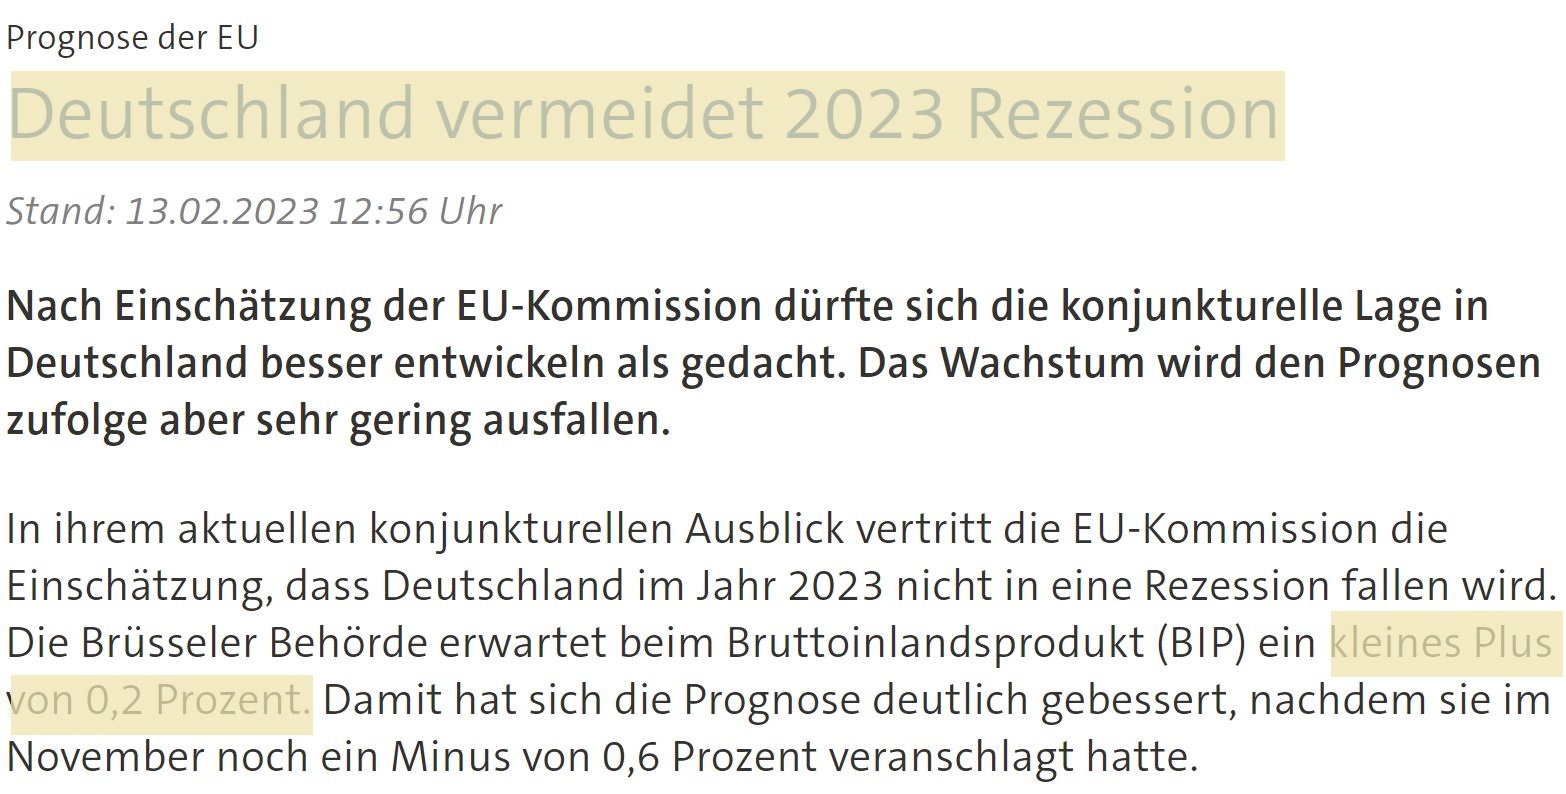 Prognose der EU
Deutschland vermeidet 2023 Rezession
Stand: 13.02.2023 12:56 Uhr
Nach Einschätzung der EU-Kommission dürfte sich die konjunkturelle Lage in
Deutschland besser entwickeln als gedacht. Das Wachstum wird den Prognosen
zufolge aber sehr gering ausfallen.
In ihrem aktuellen konjunkturellen Ausblick vertritt die EU-Kommission die
Einschätzung, dass Deutschland im Jahr 2023 nicht in eine Rezession fallen wird.
Die Brüsseler Behörde erwartet beim Bruttoinlandsprodukt (BIP) ein kleines Plus
von 0,2 Prozent. Damit hat sich die Prognose deutlich gebessert, nachdem sie im
November noch ein Minus von 0,6 Prozent veranschlagt hatte.